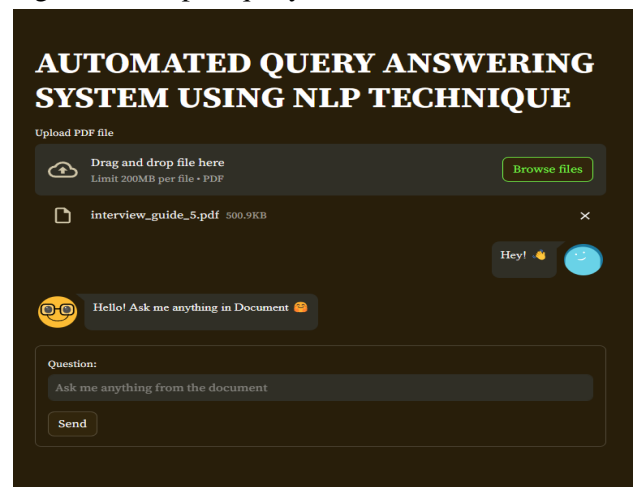 AUTOMATED QUERY ANSWERING
SYSTEM USING NLP TECHNIQUE
Upload PDF file
Drag and drop file here
Limit 200MB per file • PDF
Browse files
interview_guide_5.pdf 500.9KB
Hey! 👋
Hello! Ask me anything in Document 🤗
Question:
Ask me anything from the document
Send